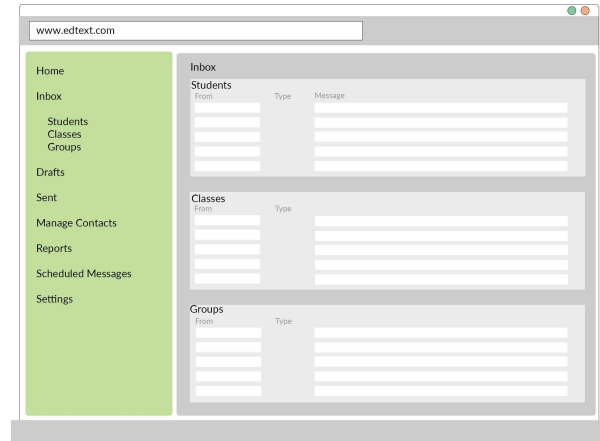 www.edtext.com
Home
Inbox
Students
Classes
Groups
Drafts
Sent
Manage Contacts
Reports
Scheduled Messages
Settings
Inbox
Students
From Type Message
Classes
From Type
Groups
From Type